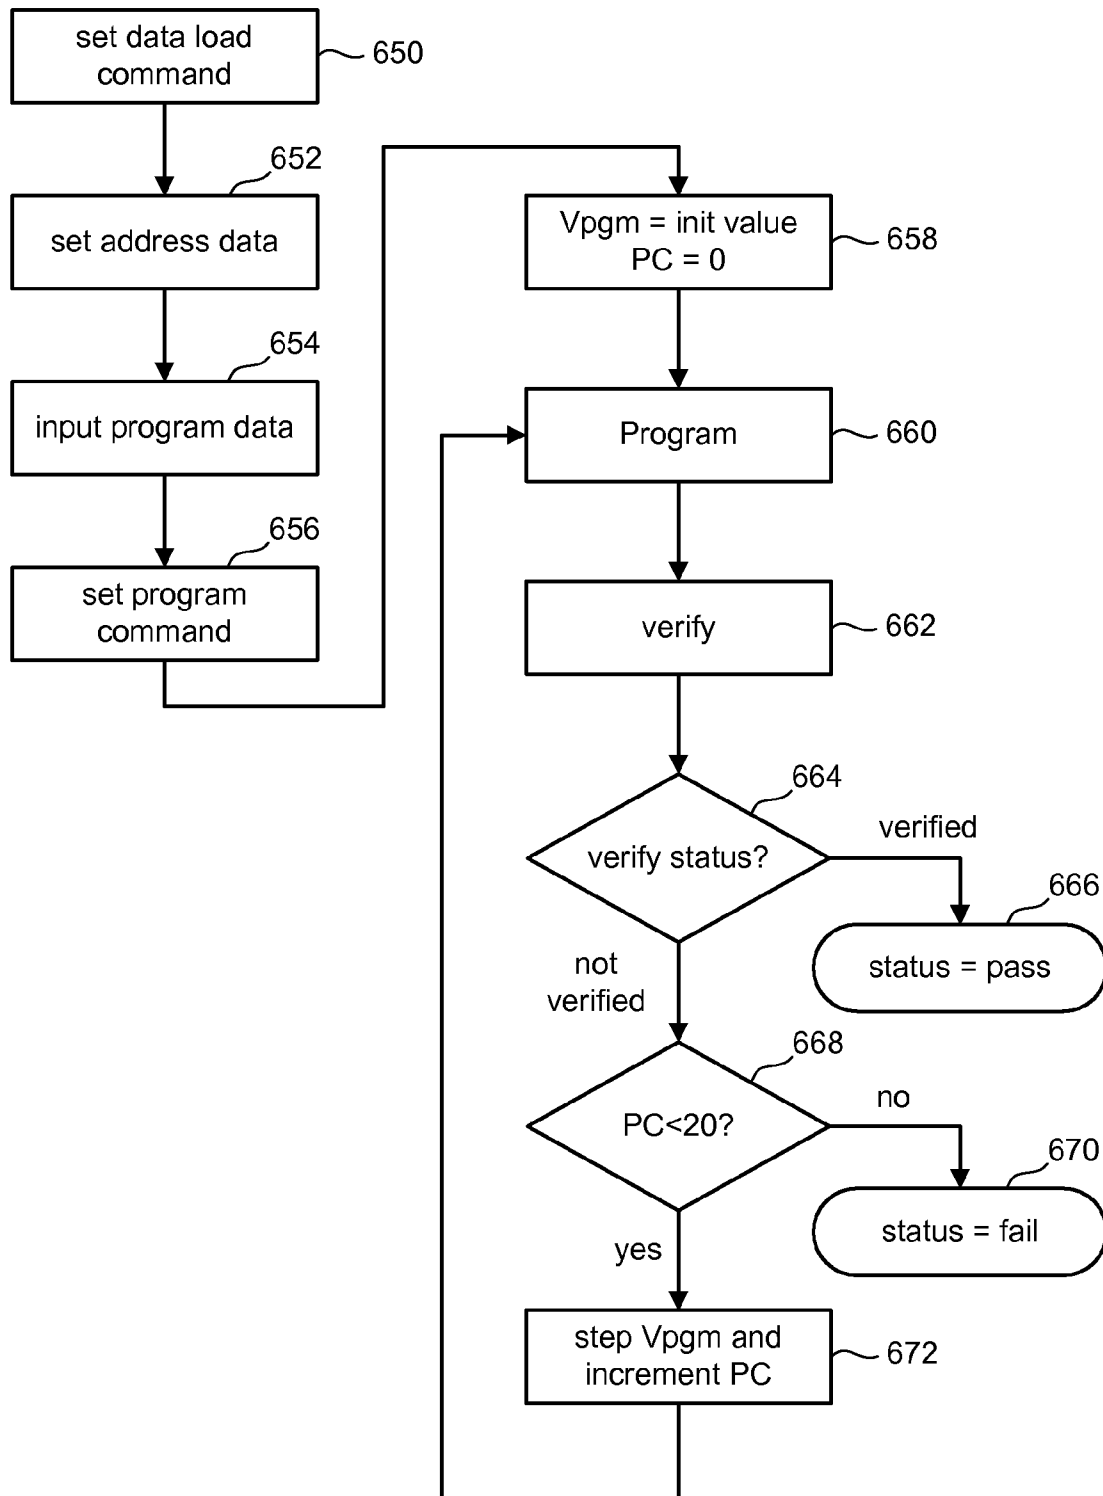 set data load
command
650
652
set address data
654
input program data
656
set program
command
Vpgm = init value
PC = 0
658
Program
660
verify
662
664
verify status?
verified
666
status = pass
not
verified
668
PC<20?
no
670
status = fail
yes
step Vpgm and
increment PC
672